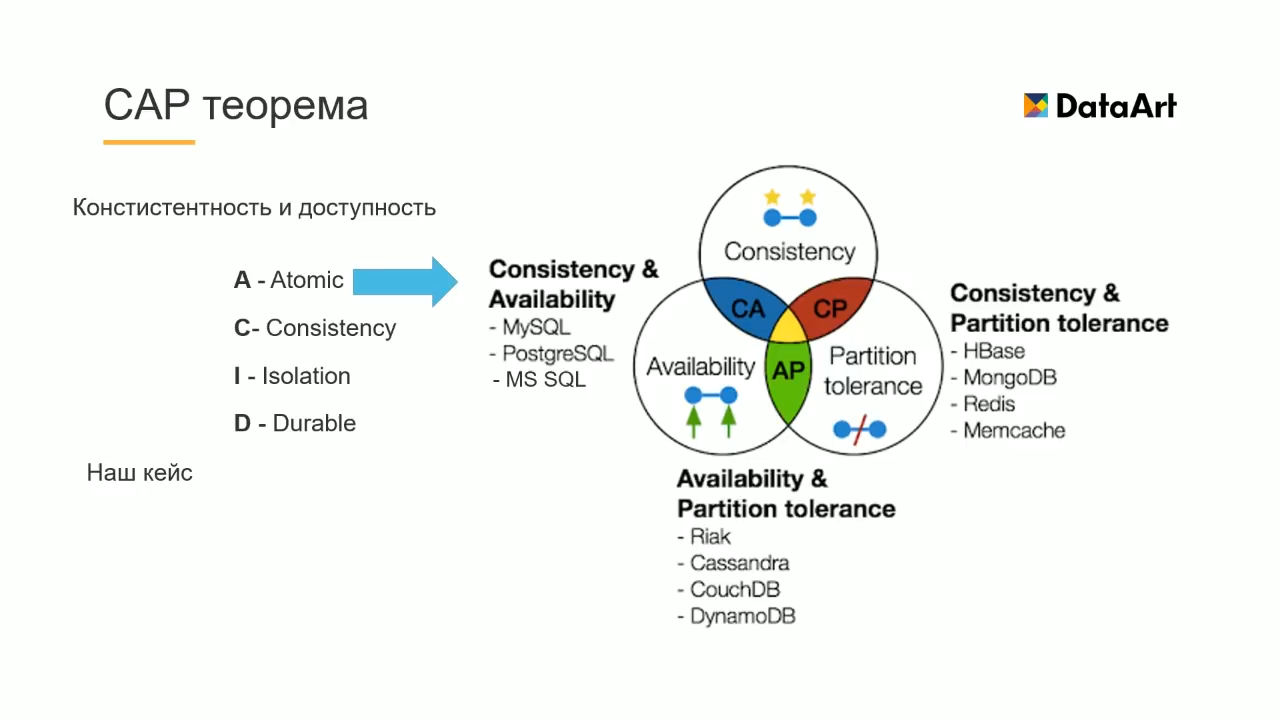 CAP теорема
DataArt
Констистентность и доступность
A - Atomic
C- Consistency
I - Isolation
D - Durable
Наш кейс
Consistency &
Availability
- MySQL
- PostgreSQL
- MS SQL
Consistency
CA
CP
Availability
AP
Partition
tolerance
Consistency &
Partition tolerance
- HBase
- MongoDB
- Redis
- Memcache
Availability &
Partition tolerance
- Riak
- Cassandra
- CouchDB
- DynamoDB